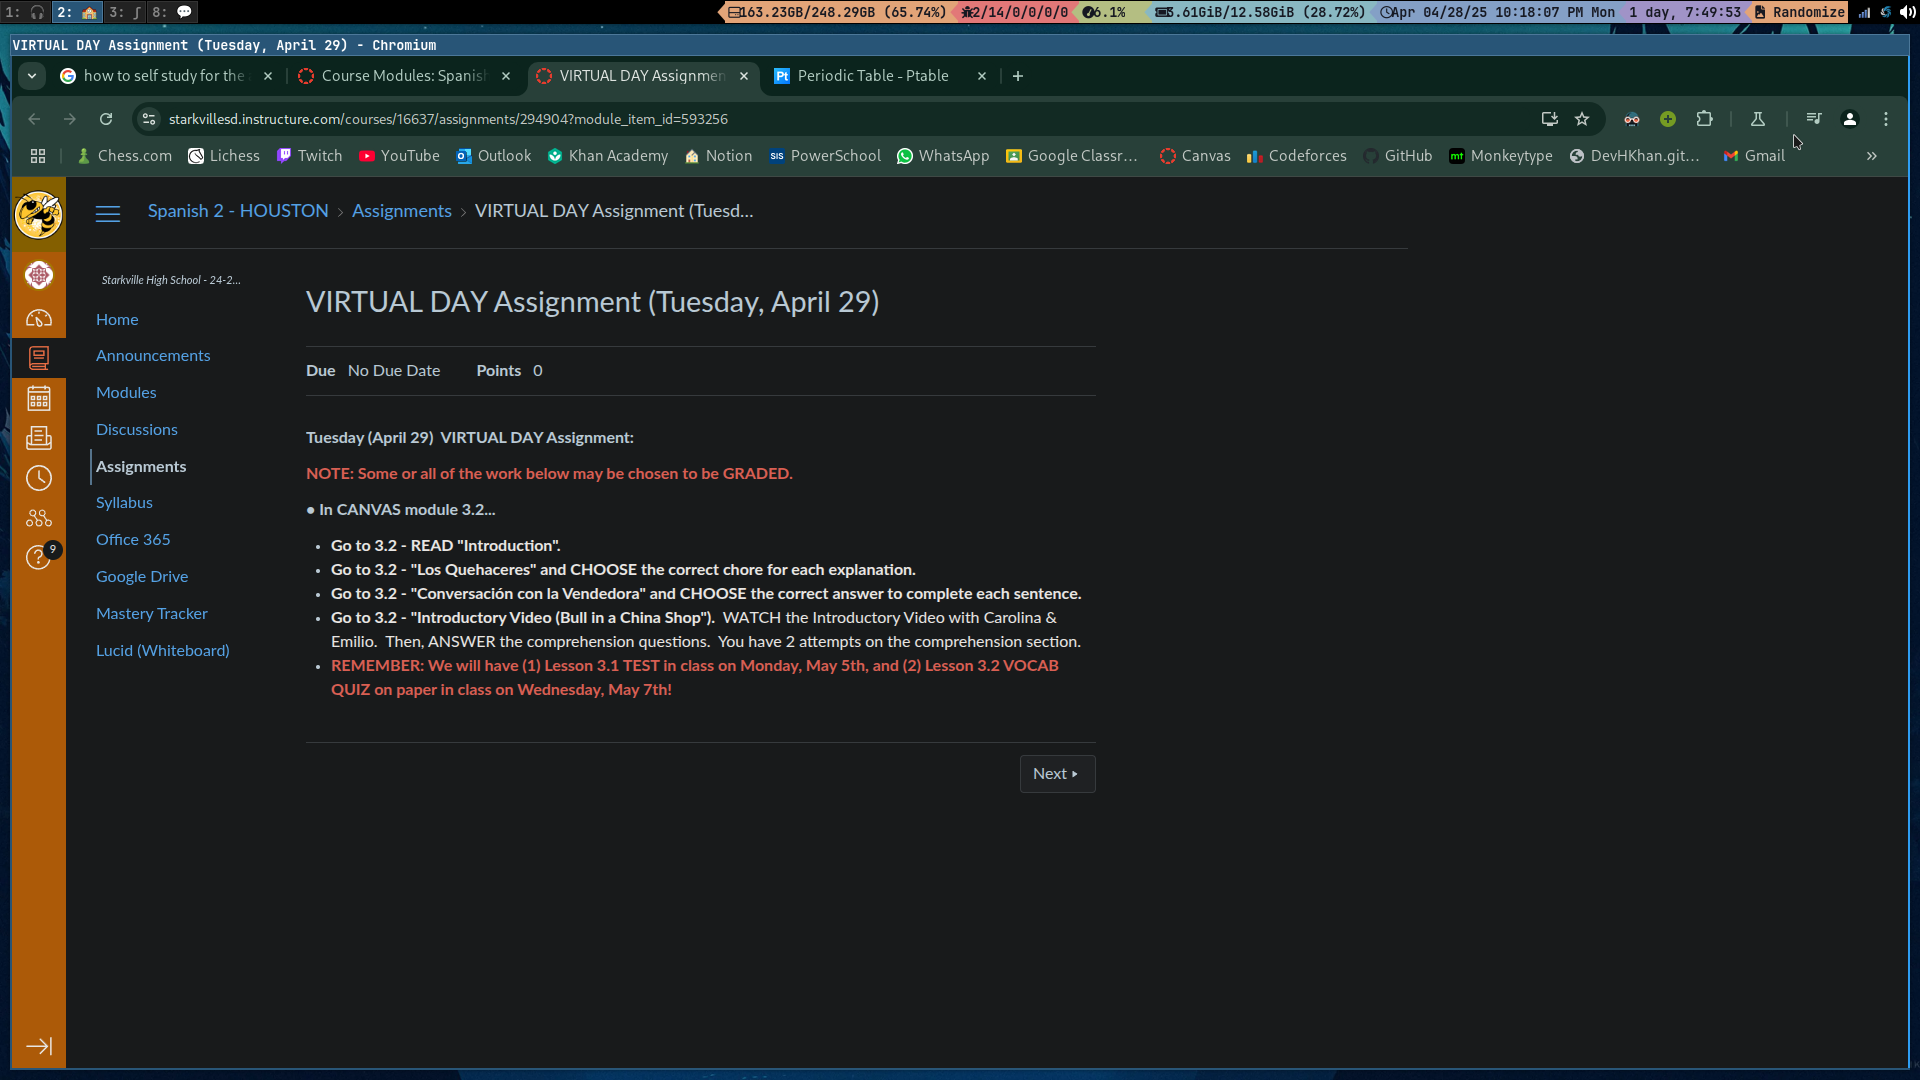 1: 2: 3: ∫ 8: 163.23GB/248.29GB (65.74%) 2/14/0/0/0/0 6.1% 3.61GiB/12.58GiB (28.72%) Apr 04/28/25 10:18:07 PM Mon 1 day, 7:49:53 Randomize
VIRTUAL DAY Assignment (Tuesday, April 29) - Chromium
how to self study for the Course Modules: Spanish VIRTUAL DAY Assignmen Periodic Table - Ptable
starkvillesd.instructure.com/courses/16637/assignments/294904?module_item_id=593256
Chess.com Lichess Twitch YouTube Outlook Khan Academy Notion SIS PowerSchool WhatsApp Google Classr... Canvas Codeforces GitHub mt Monkeytype DevHKhan.git... Gmail »
Spanish 2 - HOUSTON › Assignments › VIRTUAL DAY Assignment (Tuesd...
Starkville High School - 24-2...
Home
Announcements
Modules
Discussions
Assignments
Syllabus
Office 365
9
Google Drive
Mastery Tracker
Lucid (Whiteboard)
VIRTUAL DAY Assignment (Tuesday, April 29)
Due No Due Date Points 0
Tuesday (April 29) VIRTUAL DAY Assignment:
NOTE: Some or all of the work below may be chosen to be GRADED.
● In CANVAS module 3.2...
• Go to 3.2 - READ "Introduction".
• Go to 3.2 - "Los Quehaceres" and CHOOSE the correct chore for each explanation.
• Go to 3.2 - "Conversación con la Vendedora" and CHOOSE the correct answer to complete each sentence.
• Go to 3.2 - "Introductory Video (Bull in a China Shop"). WATCH the Introductory Video with Carolina &
Emilio. Then, ANSWER the comprehension questions. You have 2 attempts on the comprehension section.
• REMEMBER: We will have (1) Lesson 3.1 TEST in class on Monday, May 5th, and (2) Lesson 3.2 VOCAB
QUIZ on paper in class on Wednesday, May 7th!
Next ▸